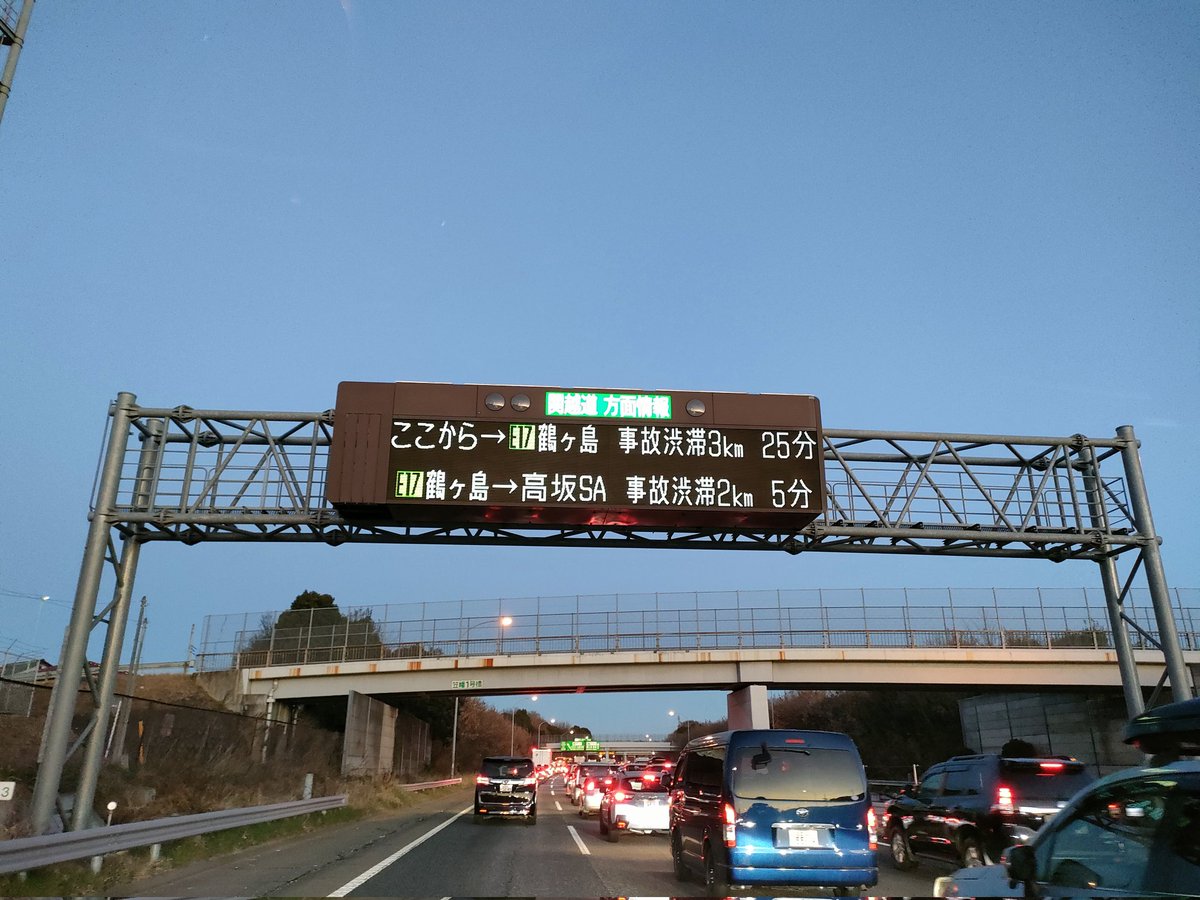 関越道 方面情報
ここから→E17鶴ヶ島 事故渋滞3km 25分
E17鶴ヶ島→高坂SA 事故渋滞2km 5分
3